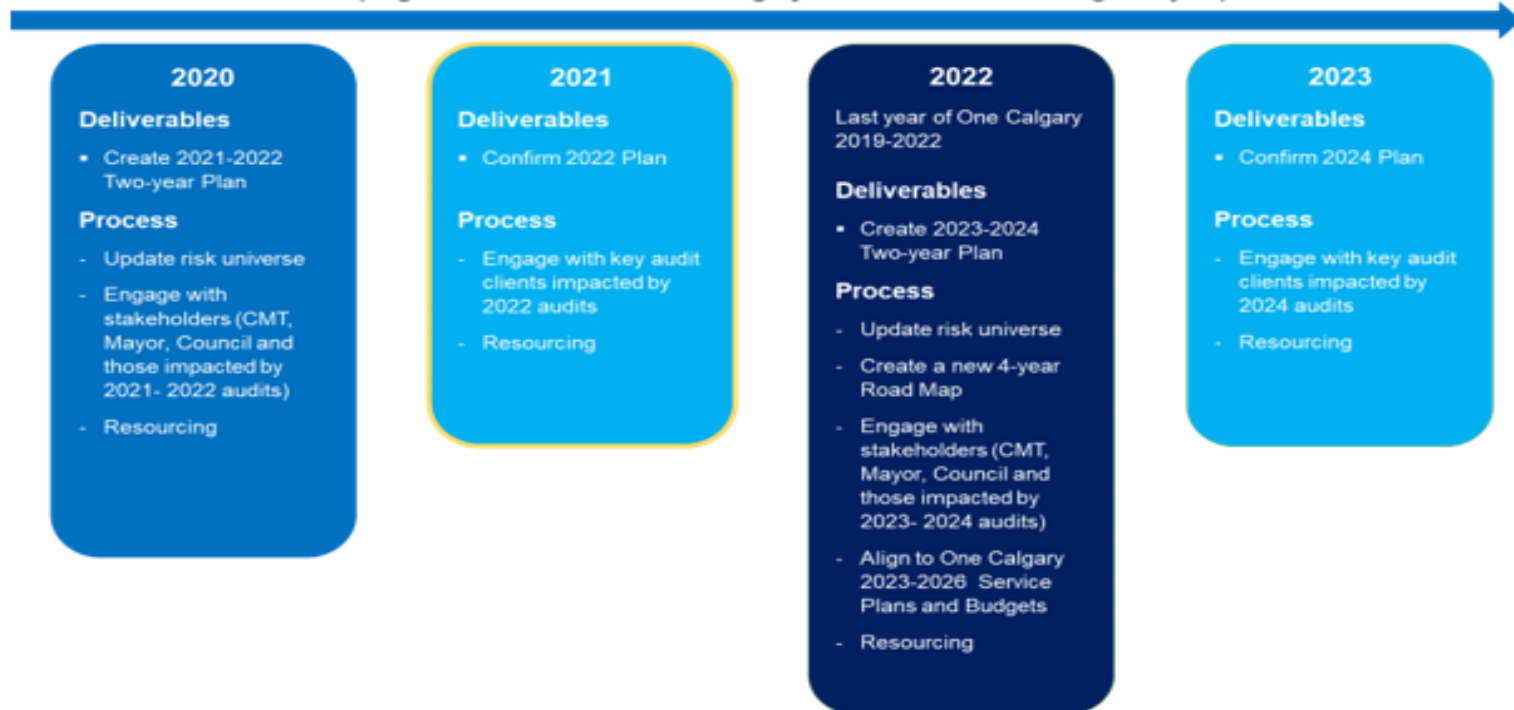 2020
Deliverables
▪ Create 2021-2022
Two-year Plan
Process
- Update risk universe
- Engage with
stakeholders (CMT,
Mayor, Council and
those impacted by
2021- 2022 audits)
- Resourcing
2021
Deliverables
▪ Confirm 2022 Plan
Process
- Engage with key audit
clients impacted by
2022 audits
- Resourcing
2022
Last year of One Calgary
2019-2022
Deliverables
▪ Create 2023-2024
Two-year Plan
Process
- Update risk universe
- Create a new 4-year
Road Map
- Engage with
stakeholders (CMT,
Mayor, Council and
those impacted by
2023- 2024 audits)
- Align to One Calgary
2023-2026 Service
Plans and Budgets
- Resourcing
2023
Deliverables
▪ Confirm 2024 Plan
Process
- Engage with key audit
clients impacted by
2024 audits
- Resourcing